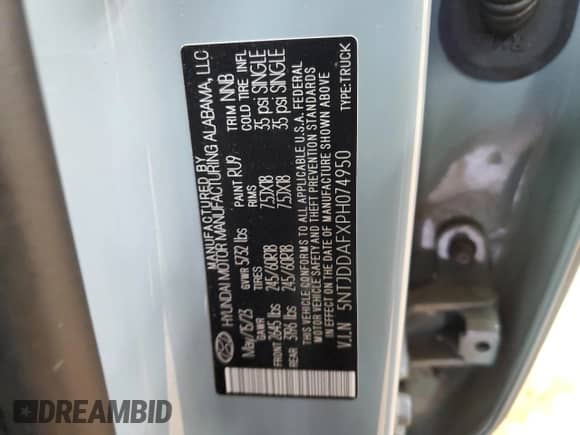 MANUFACTURED BY
HYUNDAI MOTOR MANUFACTURING ALABAMA, LLC
May/15/23 GVWR 5732 lbs PAINT RU9 TRIM NNB
GAWR TIRES RIMS COLD TIRE INFL
FRONT 2645 lbs 245/60R18 7.5JX18 35 psi SINGLE
REAR 3196 lbs 245/60R18 7.5JX18 35 psi SINGLE
THIS VEHICLE CONFORMS TO ALL APPLICABLE U.S.A. FEDERAL
MOTOR VEHICLE SAFETY AND THEFT PREVENTION STANDARDS
IN EFFECT ON THE DATE OF MANUFACTURE SHOWN ABOVE
V.I.N 5NTJDDAFXPH074950 TYPE:TRUCK
DREAMBID